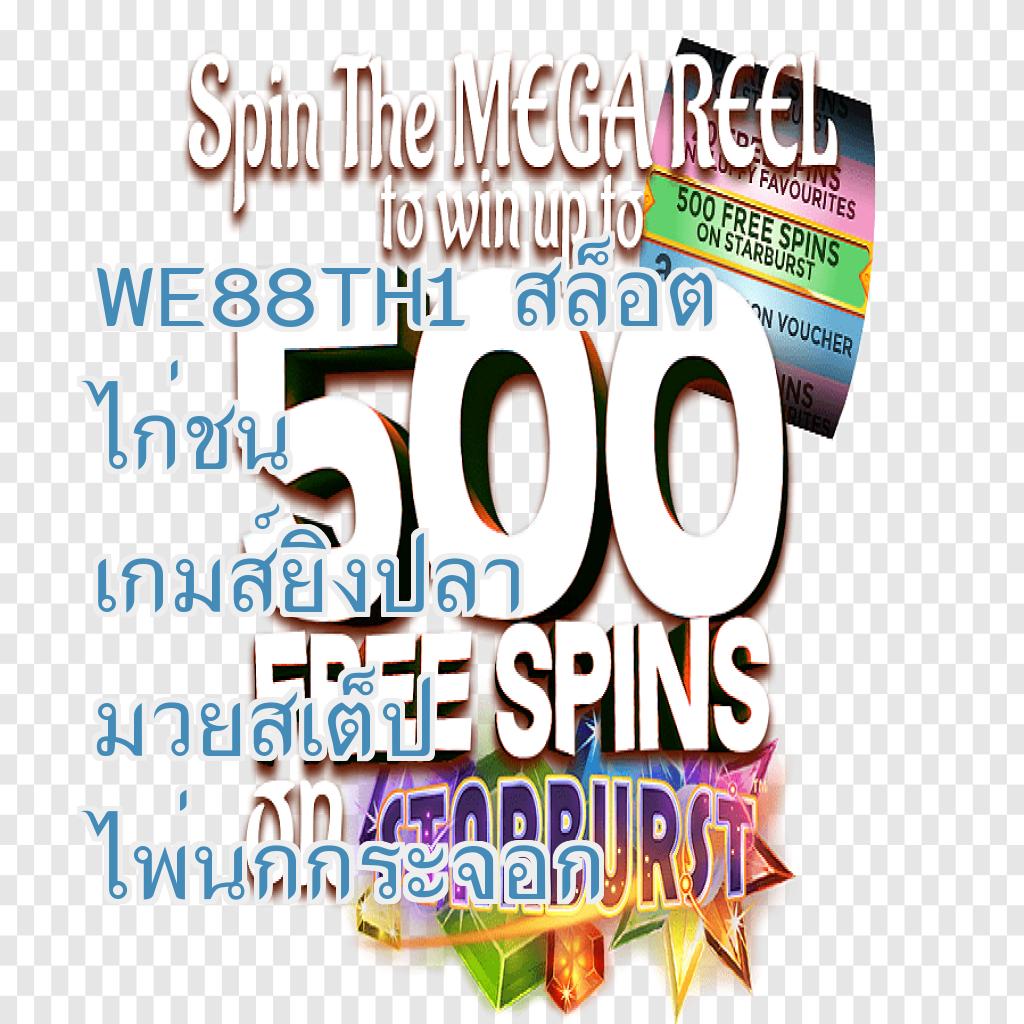 Spin The MEGA REEL
to win up to
500 FREE SPINS
ON STARBURST
ON VOUCHER
WE88TH1 สล็อต
500
ไก่ชน
เกมส์ยิงปลา
FREE SPINS
มวยสเต็ป
on STARBURST™
ไพ่นกกระจอก